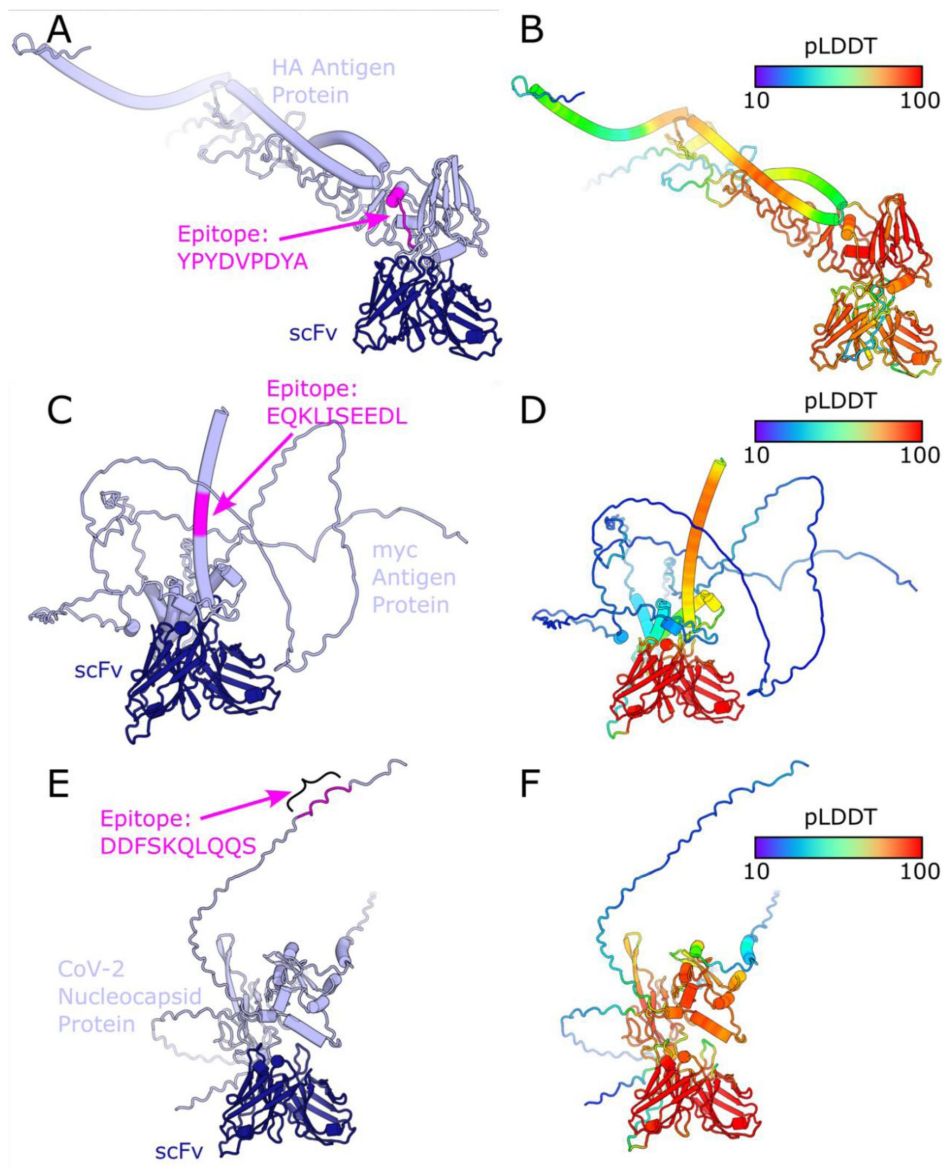 A
HA Antigen
Protein
Epitope:
YPYDVPDYA
scFv
B
pLDDT
10 100
C
Epitope:
EQKLISEEDL
myc
Antigen
Protein
scFv
D
pLDDT
10 100
E
Epitope:
DDFSKQLQQS
CoV-2
Nucleocapsid
Protein
scFv
F
pLDDT
10 100